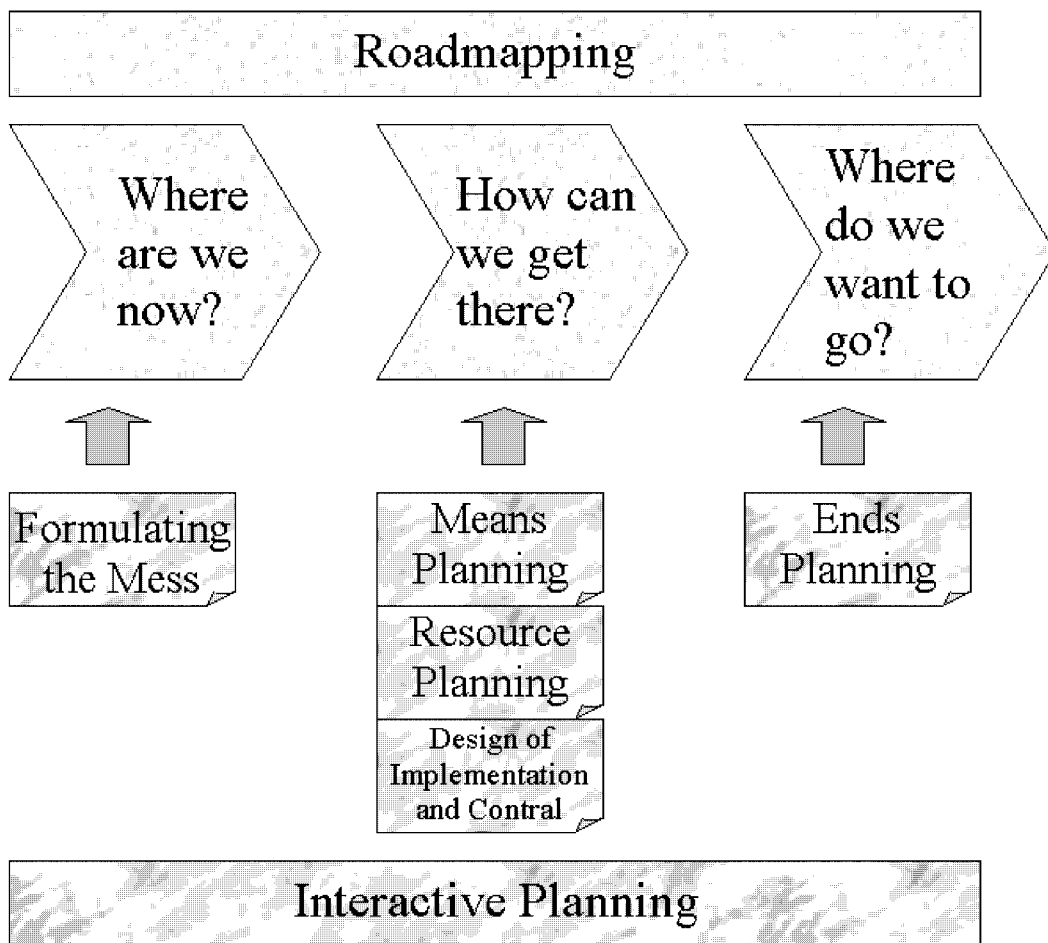 Roadmapping
Where
are we
now?
How can
we get
there?
Where
do we
want to
go?
Formulating
the Mess
Means
Planning
Resource
Planning
Design of
Implementation
and Contral
Ends
Planning
Interactive Planning